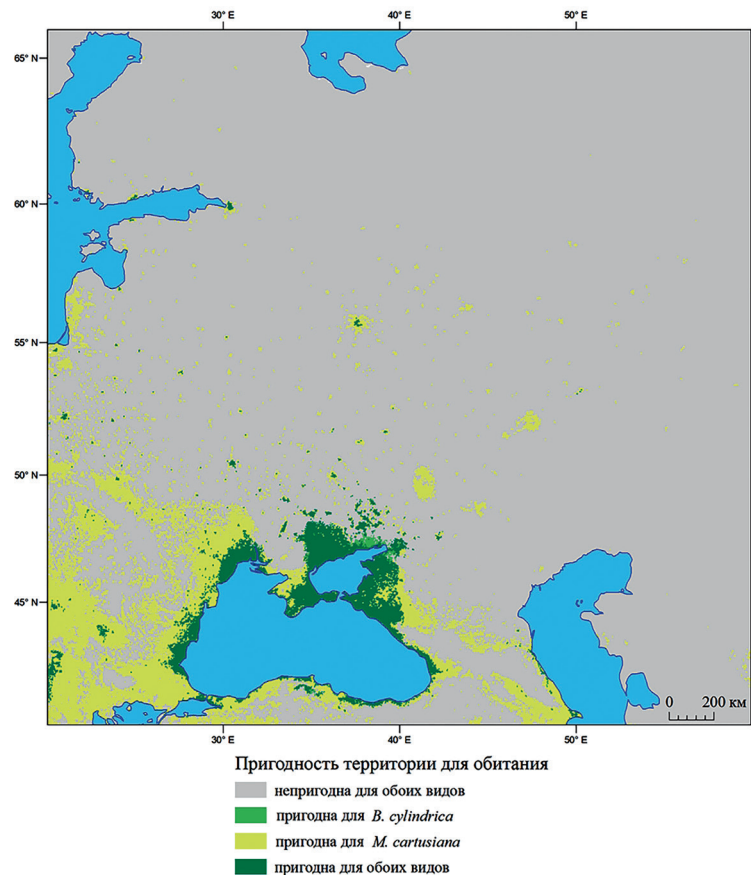 30° E 40° E 50° E
65° N
60° N
55° N
50° N
45° N
0 200 км
30° E 40° E 50° E
Пригодность территории для обитания
непригодна для обоих видов
пригодна для B. cylindrica
пригодна для M. cartusiana
пригодна для обоих видов